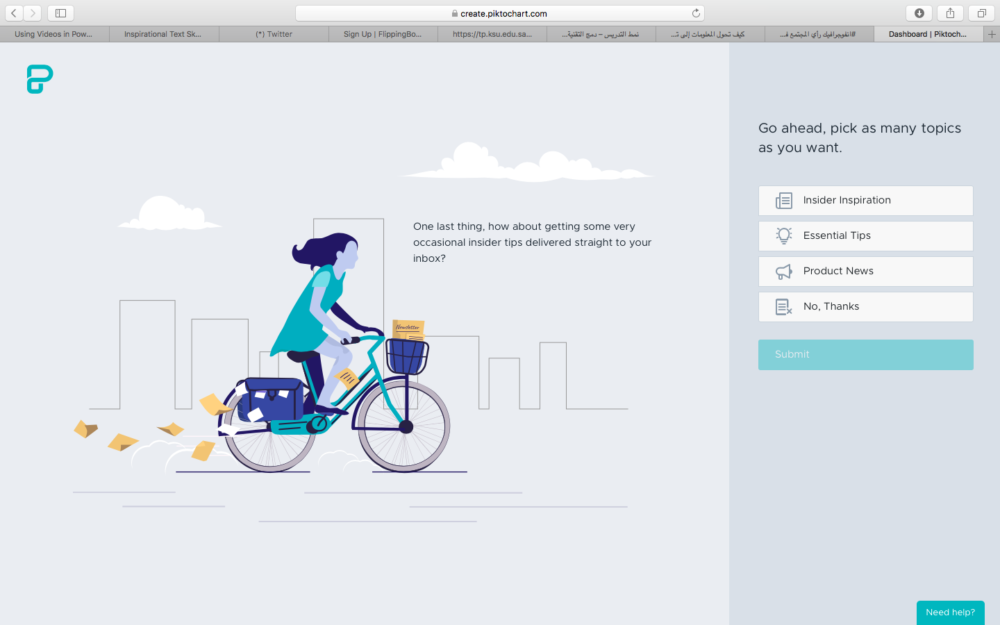 create.piktochart.com
Using Videos in Pow...
Inspirational Text Sk...
(*) Twitter
Sign Up | FlippingBo...
https://tp.ksu.edu.sa...
نمط التدريس – دمج التقنية...
كيف تحول المعلومات إلى ت...
#انفوجرافيك رأي المجتمع فـ...
Dashboard | Piktoch...
Go ahead, pick as many topics
as you want.
One last thing, how about getting some very
occasional insider tips delivered straight to your
inbox?
Newsletter
Insider Inspiration
Essential Tips
Product News
No, Thanks
Submit
Need help?